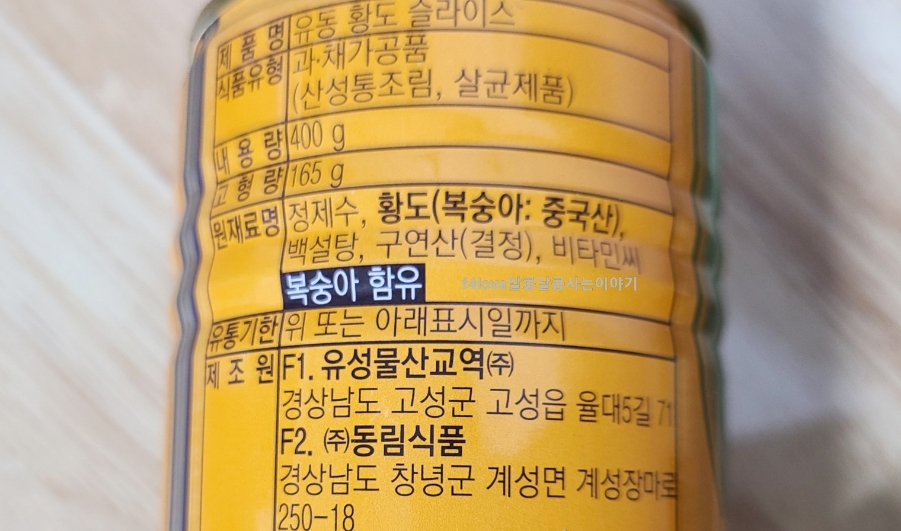 제 품 명 유동 황도 슬라이스
식품유형 과·채가공품
(산성통조림, 살균제품)
내 용 량 400 g
고 형 량 165 g
원재료명 정제수, 황도(복숭아: 중국산),
백설탕, 구연산(결정), 비타민씨
복숭아 함유
유통기한 위 또는 아래표시일까지
제 조 원 F1. 유성물산교역㈜
경상남도 고성군 고성읍 율대5길
F2. ㈜동림식품
경상남도 창녕군 계성면 계성장마로
250-18